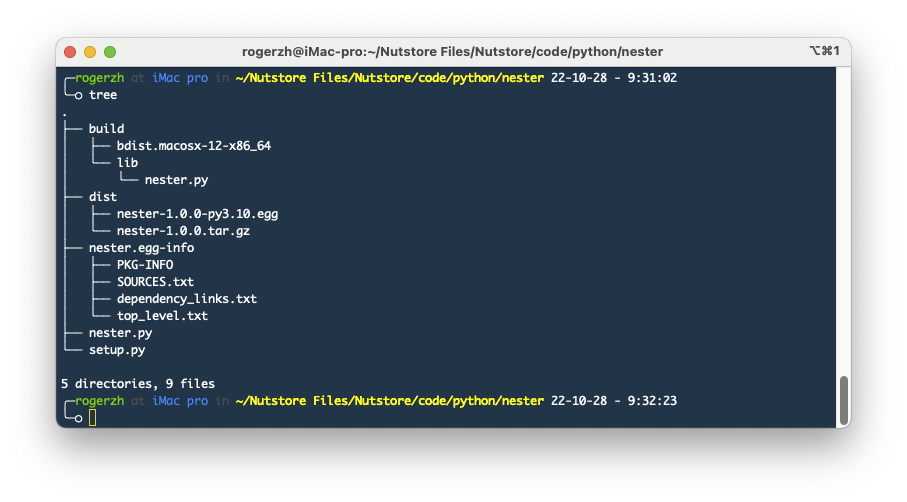 rogerzh@iMac-pro:~/Nutstore Files/Nutstore/code/python/nester ⌥⌘1
╭─rogerzh at iMac pro in ~/Nutstore Files/Nutstore/code/python/nester 22-10-28 - 9:31:02
╰─○ tree
.
├── build
│   ├── bdist.macosx-12-x86_64
│   └── lib
│       └── nester.py
├── dist
│   ├── nester-1.0.0-py3.10.egg
│   └── nester-1.0.0.tar.gz
├── nester.egg-info
│   ├── PKG-INFO
│   ├── SOURCES.txt
│   ├── dependency_links.txt
│   └── top_level.txt
├── nester.py
└── setup.py
5 directories, 9 files
╭─rogerzh at iMac pro in ~/Nutstore Files/Nutstore/code/python/nester 22-10-28 - 9:32:23
╰─○